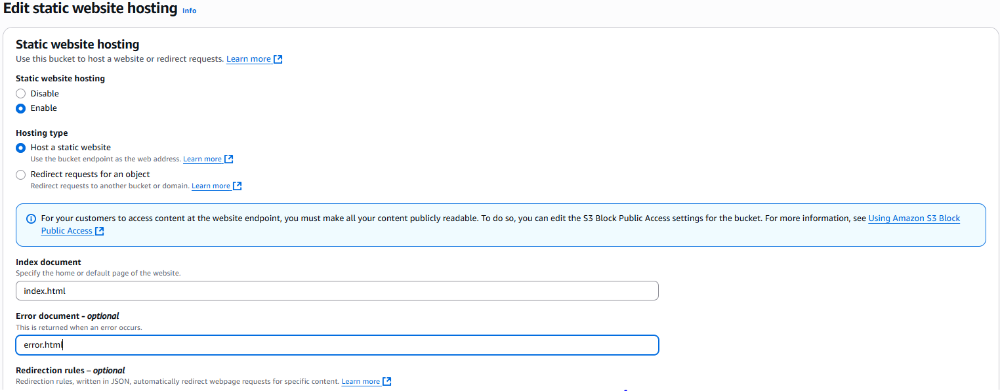 Edit static website hosting Info
Static website hosting
Use this bucket to host a website or redirect requests. Learn more
Static website hosting
Disable
Enable
Hosting type
Host a static website
Use the bucket endpoint as the web address. Learn more
Redirect requests for an object
Redirect requests to another bucket or domain. Learn more
For your customers to access content at the website endpoint, you must make all your content publicly readable. To do so, you can edit the S3 Block Public Access settings for the bucket. For more information, see Using Amazon S3 Block
Public Access
Index document
Specify the home or default page of the website.
index.html
Error document - optional
This is returned when an error occurs.
error.html
Redirection rules – optional
Redirection rules, written in JSON, automatically redirect webpage requests for specific content. Learn more